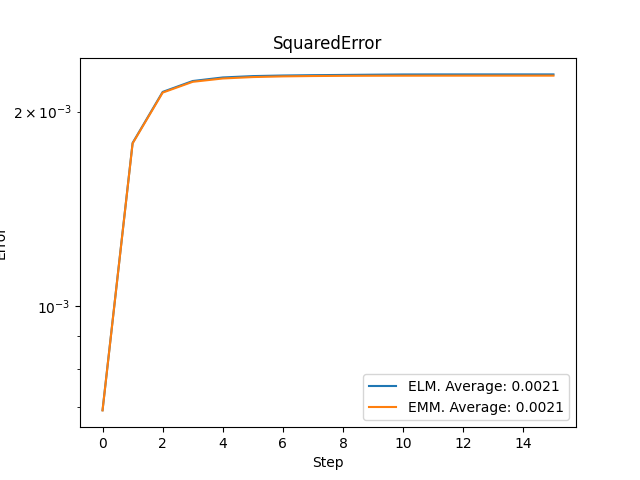 SquaredError
2 × 10⁻³
10⁻³
Error
ELM. Average: 0.0021
EMM. Average: 0.0021
0 2 4 6 8 10 12 14
Step